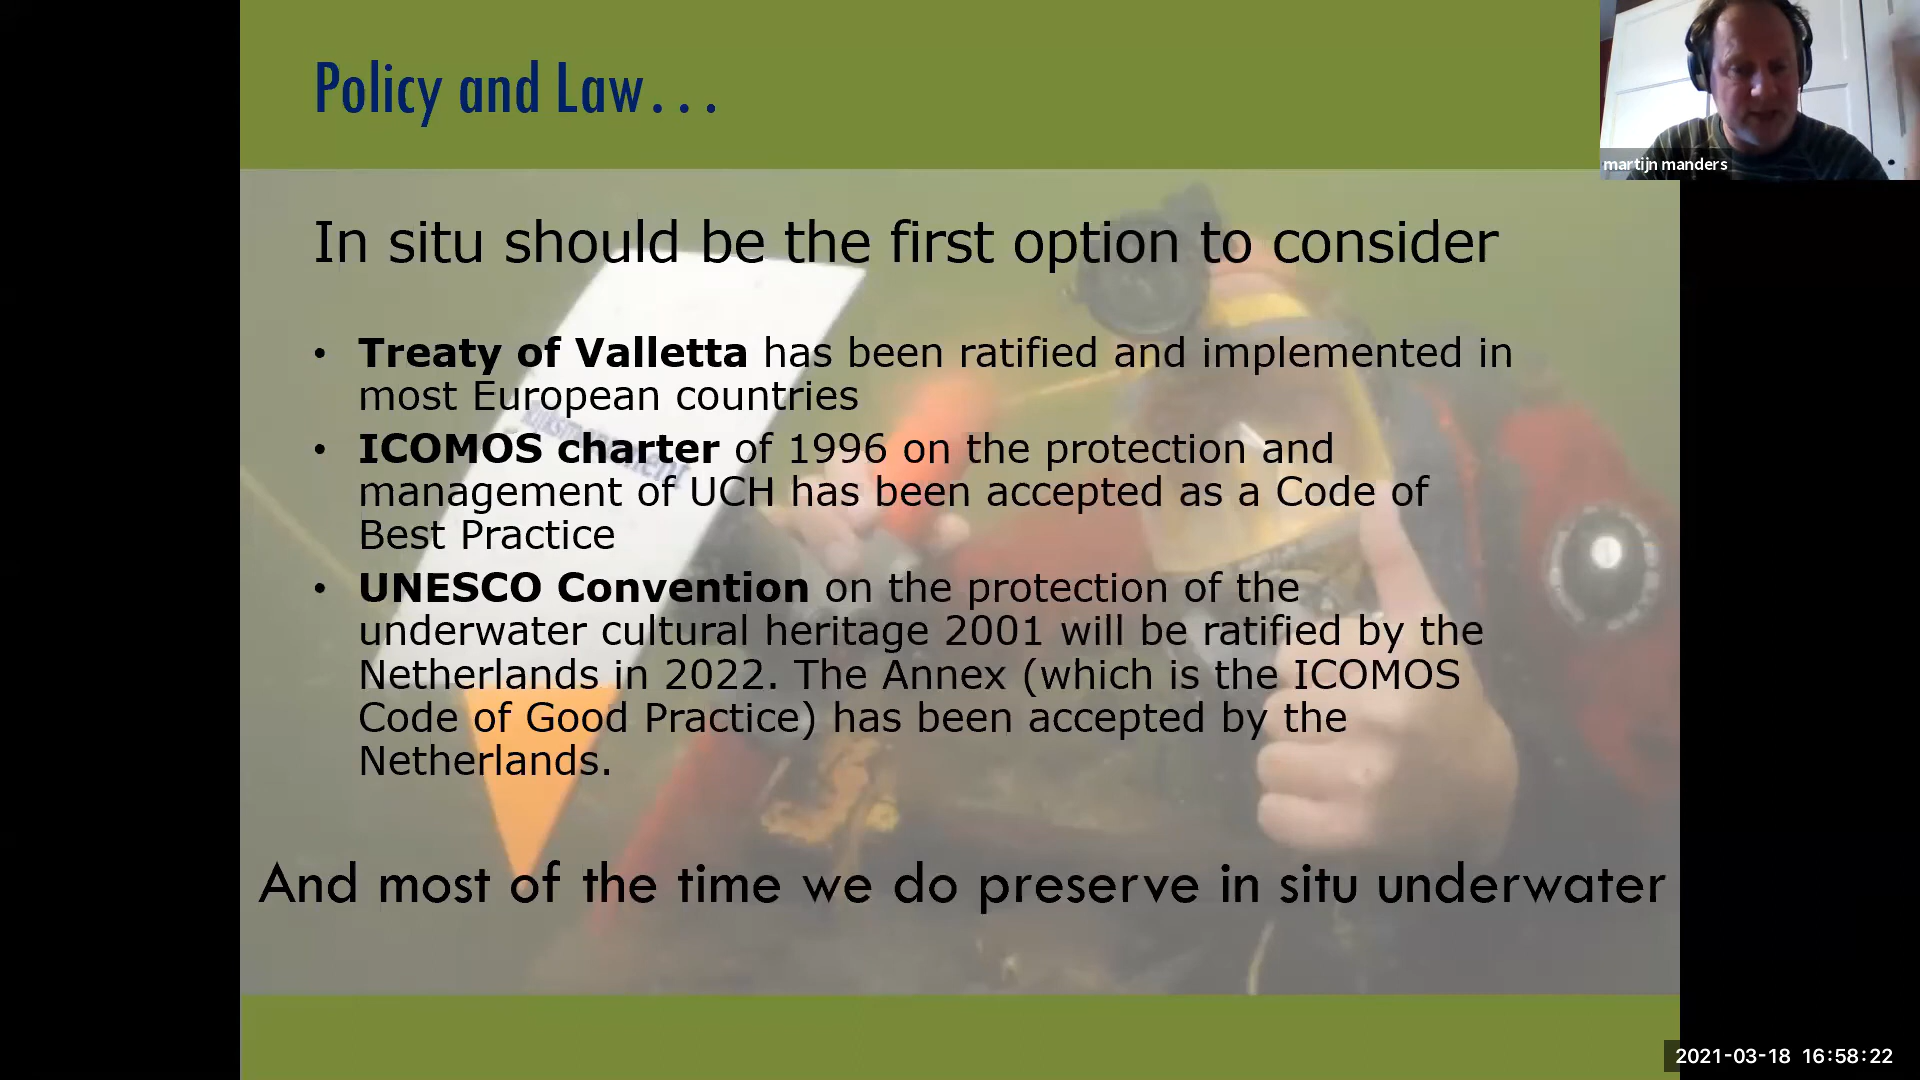 Policy and Law...
martijn manders
In situ should be the first option to consider
• Treaty of Valletta has been ratified and implemented in
most European countries
• ICOMOS charter of 1996 on the protection and
management of UCH has been accepted as a Code of
Best Practice
• UNESCO Convention on the protection of the
underwater cultural heritage 2001 will be ratified by the
Netherlands in 2022. The Annex (which is the ICOMOS
Code of Good Practice) has been accepted by the
Netherlands.
And most of the time we do preserve in situ underwater
2021-03-18 16:58:22